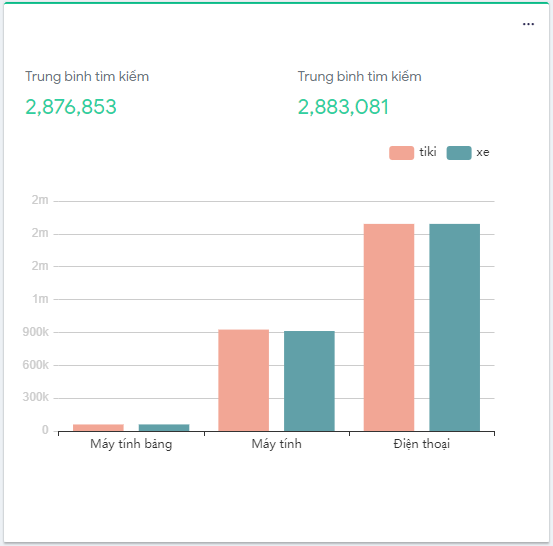 ...
Trung bình tìm kiếm
2,876,853
Trung bình tìm kiếm
2,883,081
tiki
xe
2m
2m
2m
1m
900k
600k
300k
0
Máy tính bảng
Máy tính
Điện thoại